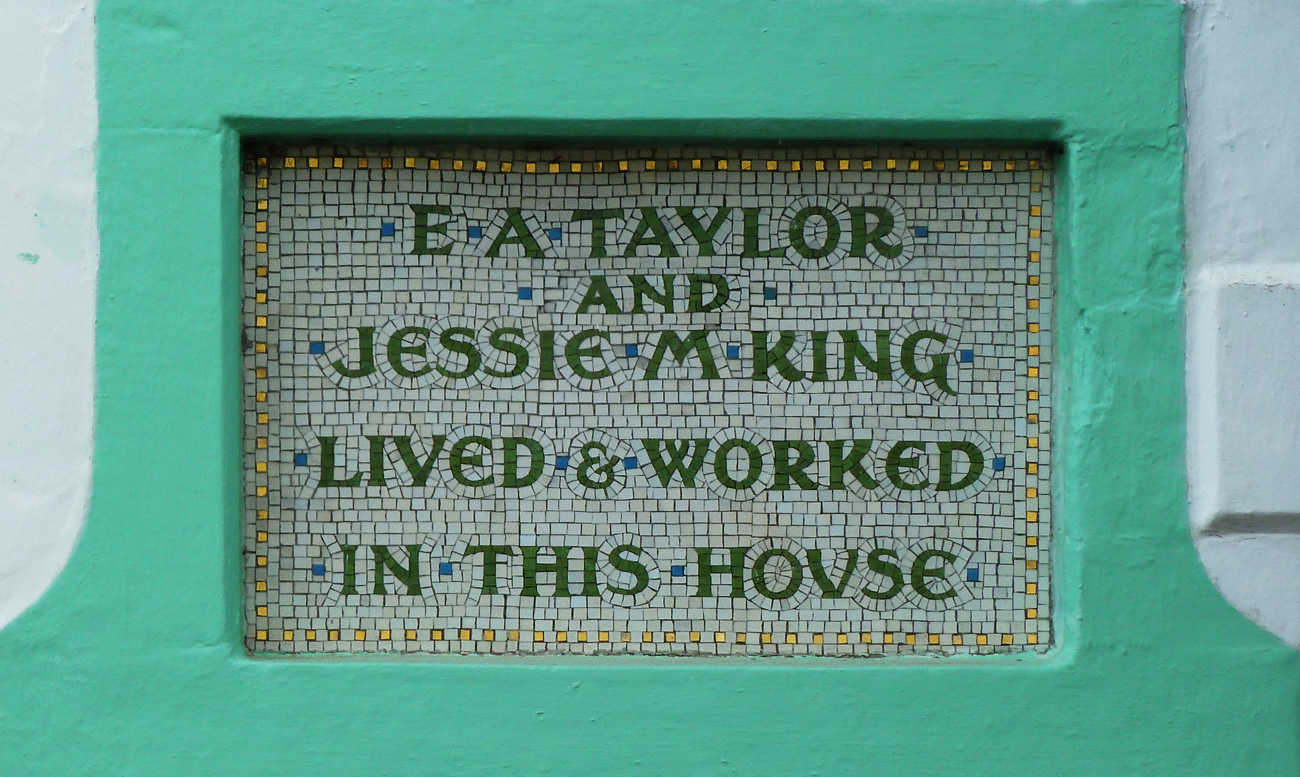 E A TAYLOR
AND
JESSIE M KING
LIVED & WORKED
IN THIS HOVSE